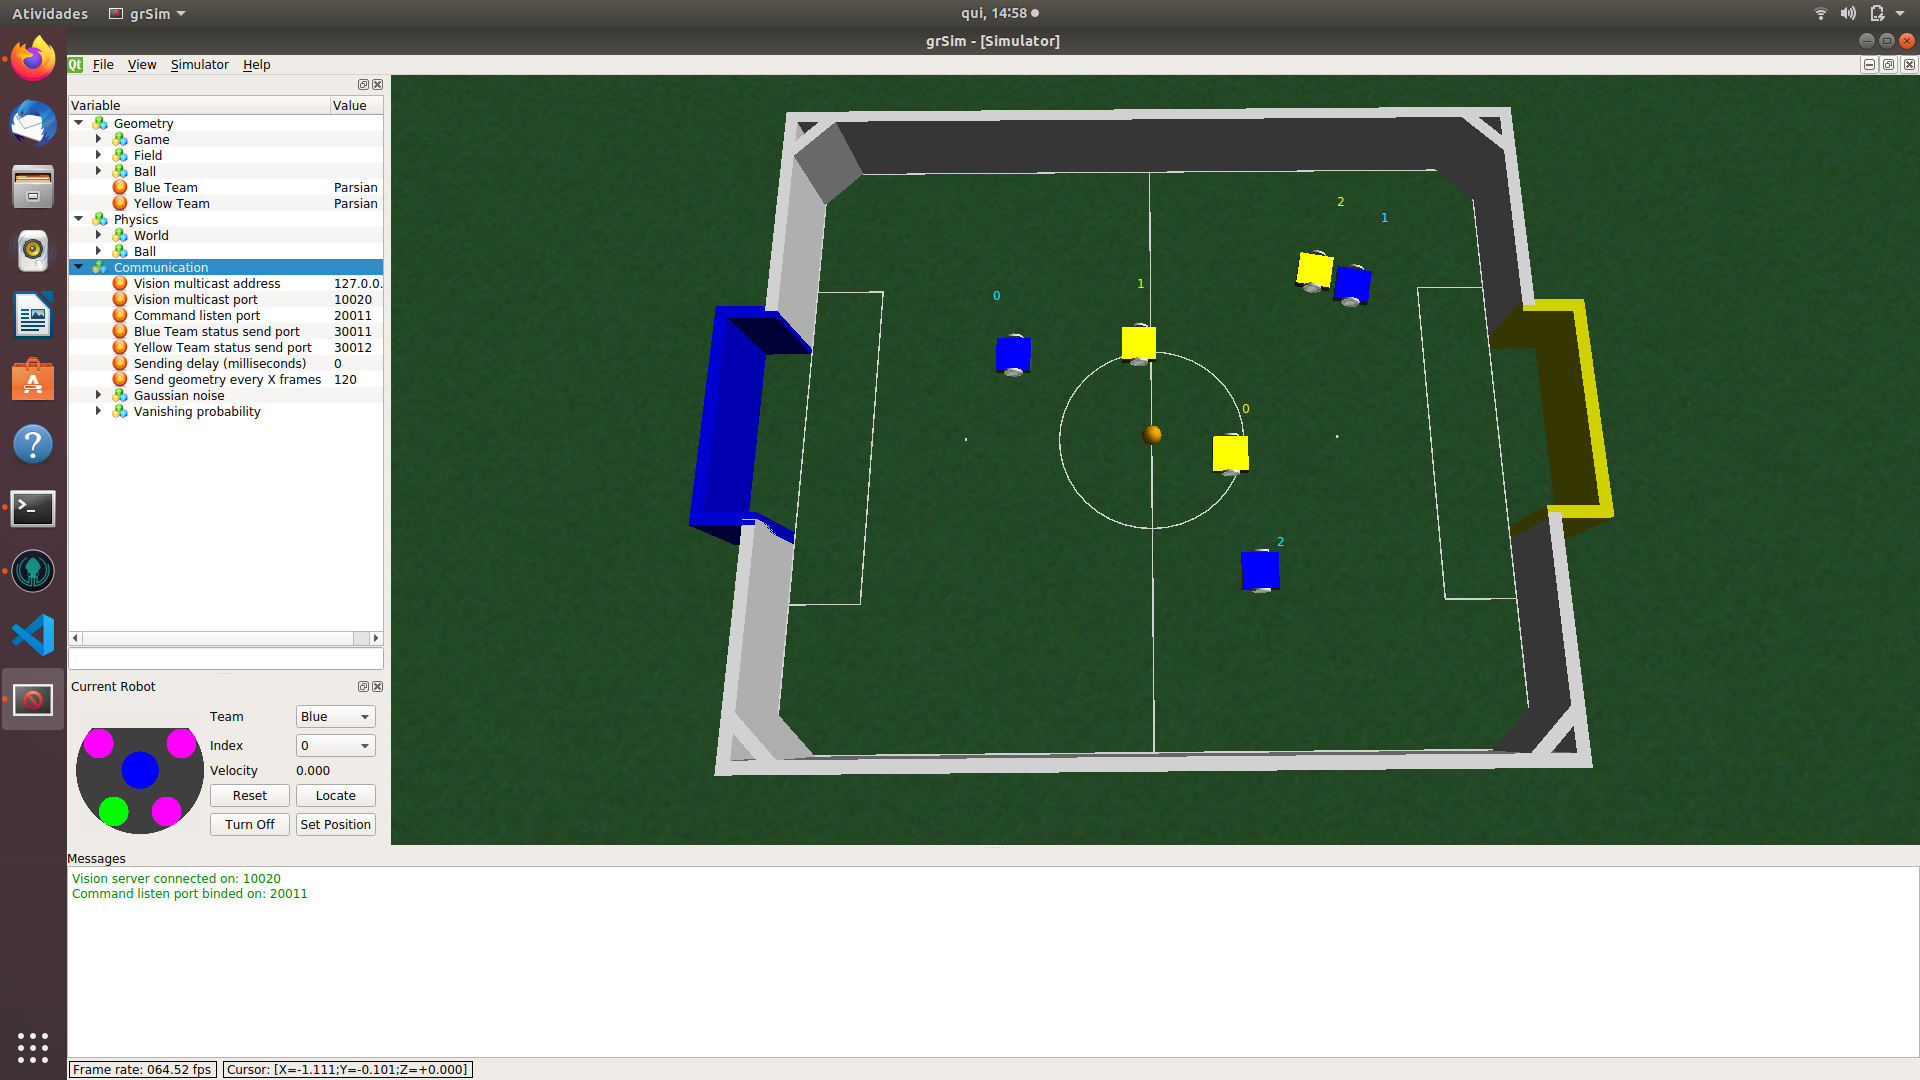 Atividades grSim qui, 14:58
grSim - [Simulator]
Qt File View Simulator Help
Variable Value
Geometry
Game
Field
Ball
Blue Team Parsian
Yellow Team Parsian
Physics
World
Ball
Communication
Vision multicast address 127.0.0.
Vision multicast port 10020
Command listen port 20011
Blue Team status send port 30011
Yellow Team status send port 30012
Sending delay (milliseconds) 0
Send geometry every X frames 120
Gaussian noise
Vanishing probability
2
1
1
0
0
2
Current Robot
Team Blue
Index 0
Velocity 0.000
Reset Locate
Turn Off Set Position
Messages
Vision server connected on: 10020
Command listen port binded on: 20011
Frame rate: 064.52 fps Cursor: [X=-1.111;Y=-0.101;Z=+0.000]